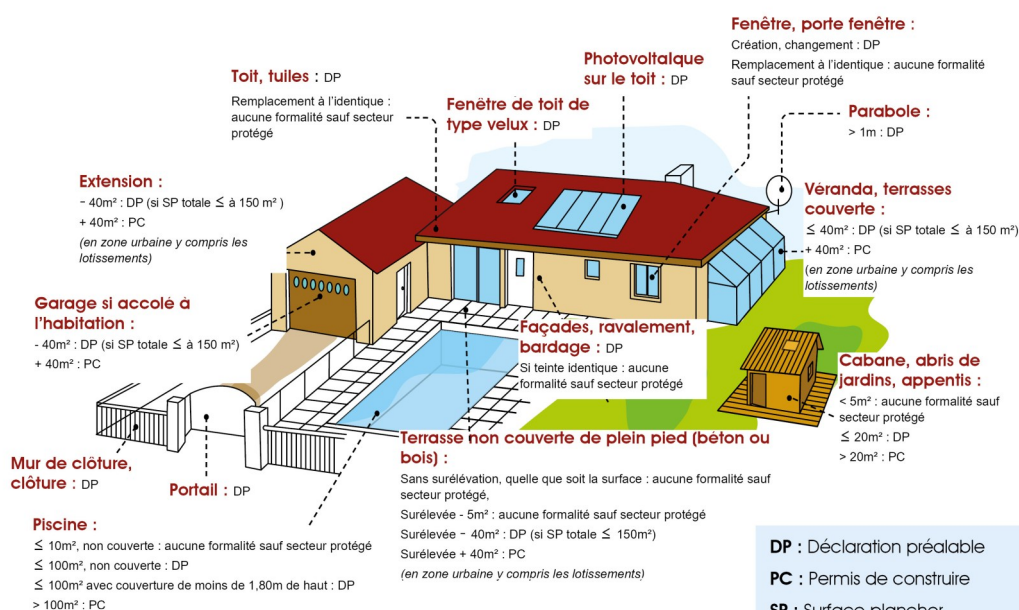 Fenêtre, porte fenêtre :
Création, changement : DP
Remplacement à l'identique : aucune formalité
sauf secteur protégé
Photovoltaïque
sur le toit : DP
Toit, tuiles : DP
Remplacement à l'identique :
aucune formalité sauf secteur
protégé
Fenêtre de toit de
type velux : DP
Parabole :
> 1m : DP
Extension :
- 40m² : DP (si SP totale ≤ à 150 m² )
+ 40m² : PC
(en zone urbaine y compris les
lotissements)
Véranda, terrasses
couverte :
≤ 40m² : DP (si SP totale ≤ à 150 m²)
+ 40m² : PC
(en zone urbaine y compris les
lotissements)
Garage si accolé à
l'habitation :
- 40m² : DP (si SP totale ≤ à 150 m²)
+ 40m² : PC
Façades, ravalement,
bardage : DP
Si teinte identique : aucune
formalité sauf secteur protégé
Cabane, abris de
jardins, appentis :
< 5m² : aucune formalité sauf
secteur protégé
≤ 20m² : DP
> 20m² : PC
Mur de clôture,
clôture : DP
Portail : DP
Terrasse non couverte de plein pied (béton ou
bois) :
Sans surélévation, quelle que soit la surface : aucune formalité sauf
secteur protégé,
Surélevée - 5m² : aucune formalité sauf secteur protégé
Surélevée - 40m² : DP (si SP totale ≤ 150m²)
Surélevée + 40m² : PC
(en zone urbaine y compris les lotissements)
Piscine :
≤ 10m², non couverte : aucune formalité sauf secteur protégé
≤ 100m², non couverte : DP
≤ 100m² avec couverture de moins de 1,80m de haut : DP
> 100m² : PC
DP : Déclaration préalable
PC : Permis de construire
SP : Surface plancher